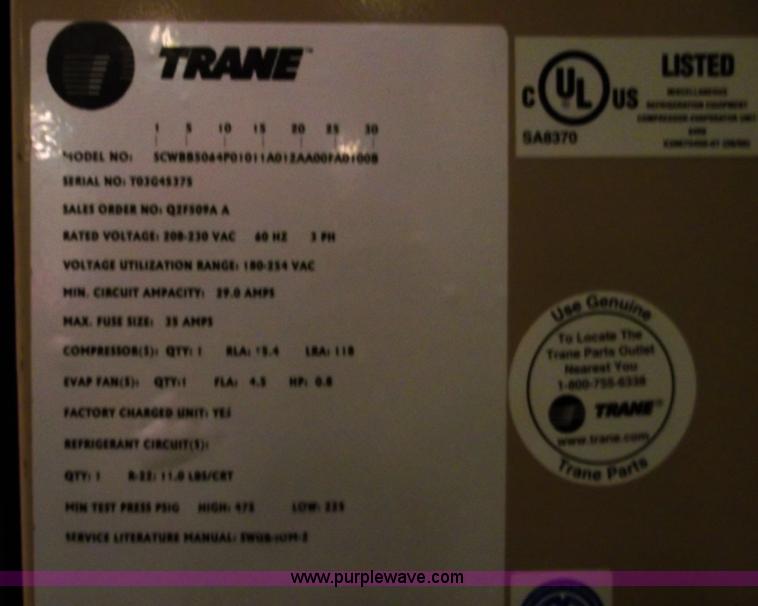 TRANE™
1 5 10 15 20 25 30
MODEL NO: SCWBB5064P01011A012AA00FA0100B
SERIAL NO: T03G45375
SALES ORDER NO: Q2F509A A
RATED VOLTAGE: 208-230 VAC 60 HZ 3 PH
VOLTAGE UTILIZATION RANGE: 180-254 VAC
MIN. CIRCUIT AMPACITY: 29.0 AMPS
MAX. FUSE SIZE: 35 AMPS
COMPRESSOR(S): QTY: 1 RLA: 15.4 LRA: 118
EVAP FAN(S): QTY:1 FLA: 4.5 HP: 0.8
FACTORY CHARGED UNIT: YES
REFRIGERANT CIRCUIT(S):
QTY: 1 R-22: 11.0 LBS/CRT
MIN TEST PRESS PSIG HIGH: 475 LOW: 225
SERVICE LITERATURE MANUAL:
C UL US LISTED
MISCELLANEOUS
REFRIGERATION EQUIPMENT
SA8370
Use Genuine
To Locate The
Trane Parts Outlet
Nearest You
1-800-755-6338
TRANE®
www.trane.com
Trane Parts
www.purplewave.com